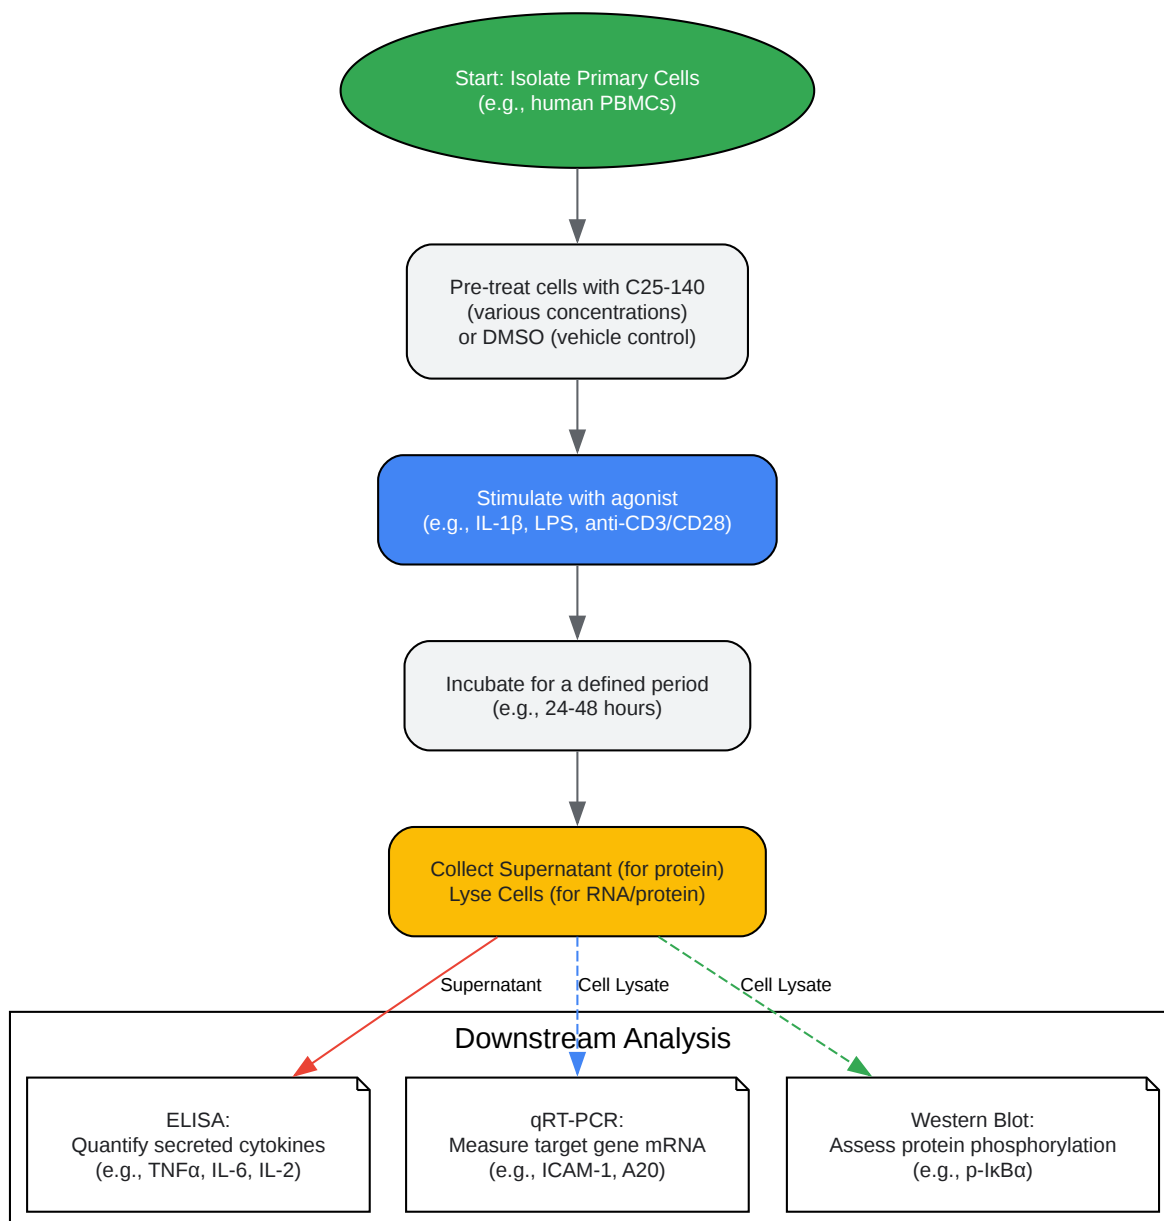 Start: Isolate Primary Cells
(e.g., human PBMCs)
Pre-treat cells with C25-140
(various concentrations)
or DMSO (vehicle control)
Stimulate with agonist
(e.g., IL-1β, LPS, anti-CD3/CD28)
Incubate for a defined period
(e.g., 24-48 hours)
Collect Supernatant (for protein)
Lyse Cells (for RNA/protein)
Supernatant
Cell Lysate
Cell Lysate
Downstream Analysis
ELISA:
Quantify secreted cytokines
(e.g., TNFα, IL-6, IL-2)
qRT-PCR:
Measure target gene mRNA
(e.g., ICAM-1, A20)
Western Blot:
Assess protein phosphorylation
(e.g., p-IκBα)